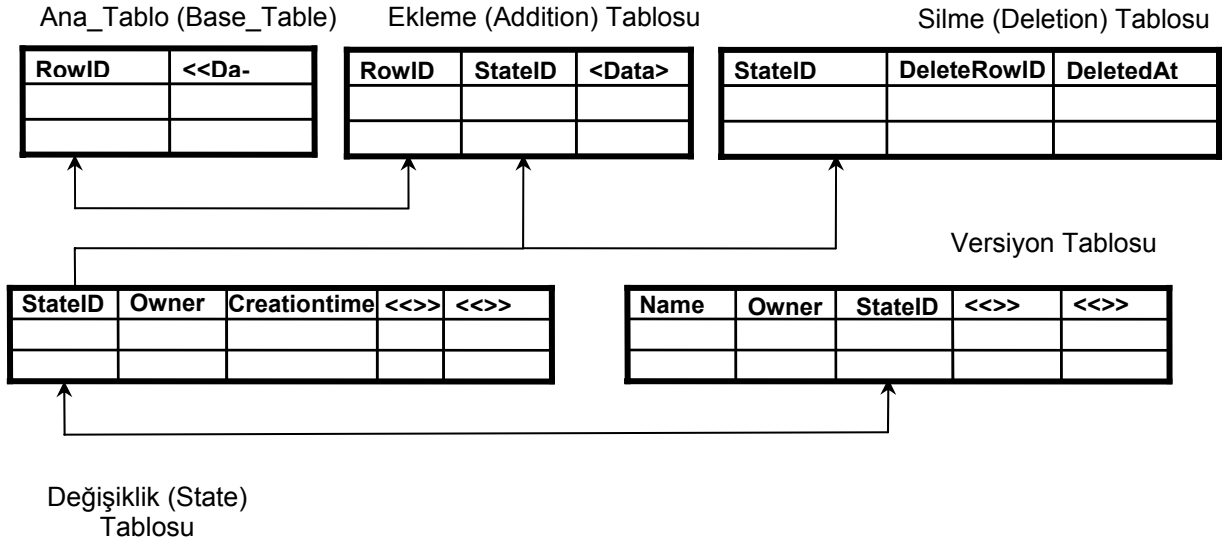 Ana_Tablo (Base_Table)
Ekleme (Addition) Tablosu
Silme (Deletion) Tablosu
RowID <<Da-
RowID StateID <Data>
StateID DeleteRowID DeletedAt
Versiyon Tablosu
StateID Owner Creationtime <<>> <<>>
Name Owner StateID <<>> <<>>
Değişiklik (State)
Tablosu